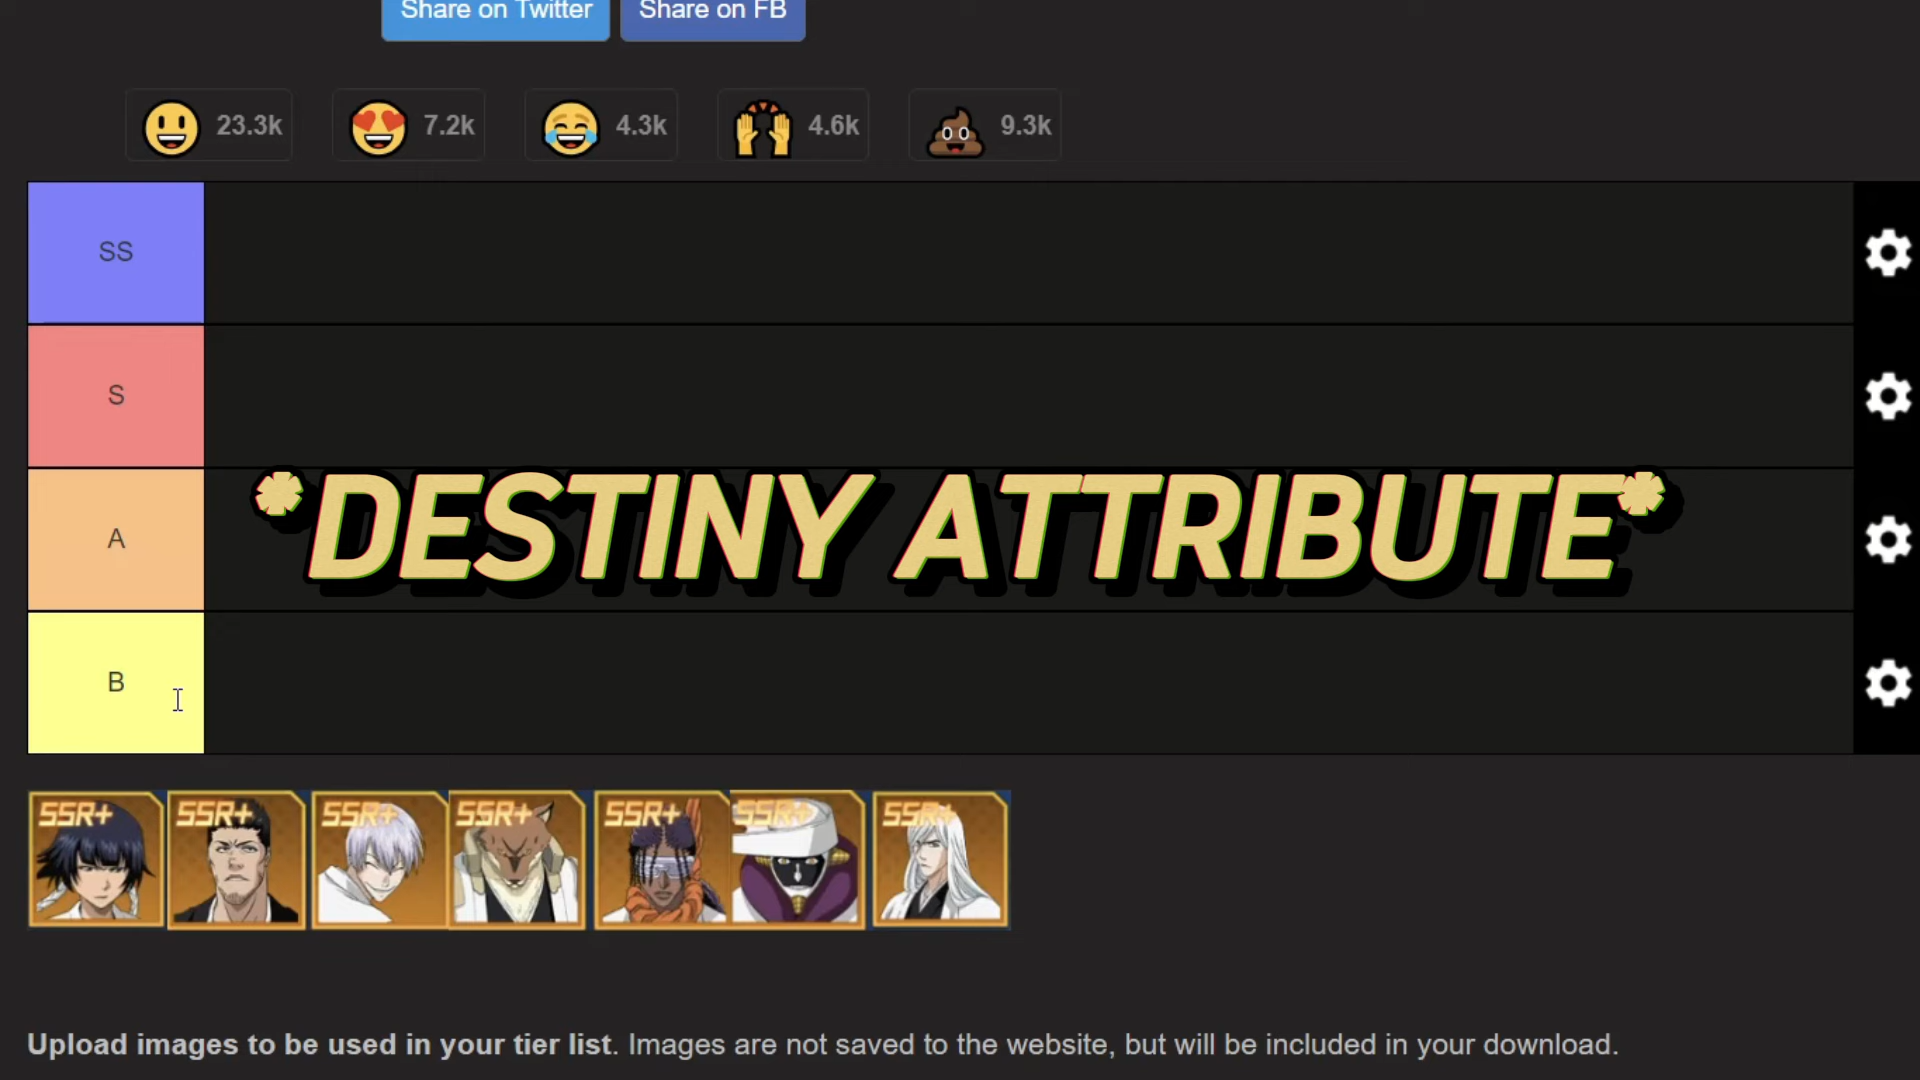 Share on Twitter
Share on FB
23.3k
7.2k
4.3k
4.6k
9.3k
SS
S
*DESTINY ATTRIBUTE*
A
B
SSR+
SSR+
SSR+
SSR+
SSR+
SSR+
SSR+
Upload images to be used in your tier list. Images are not saved to the website, but will be included in your download.